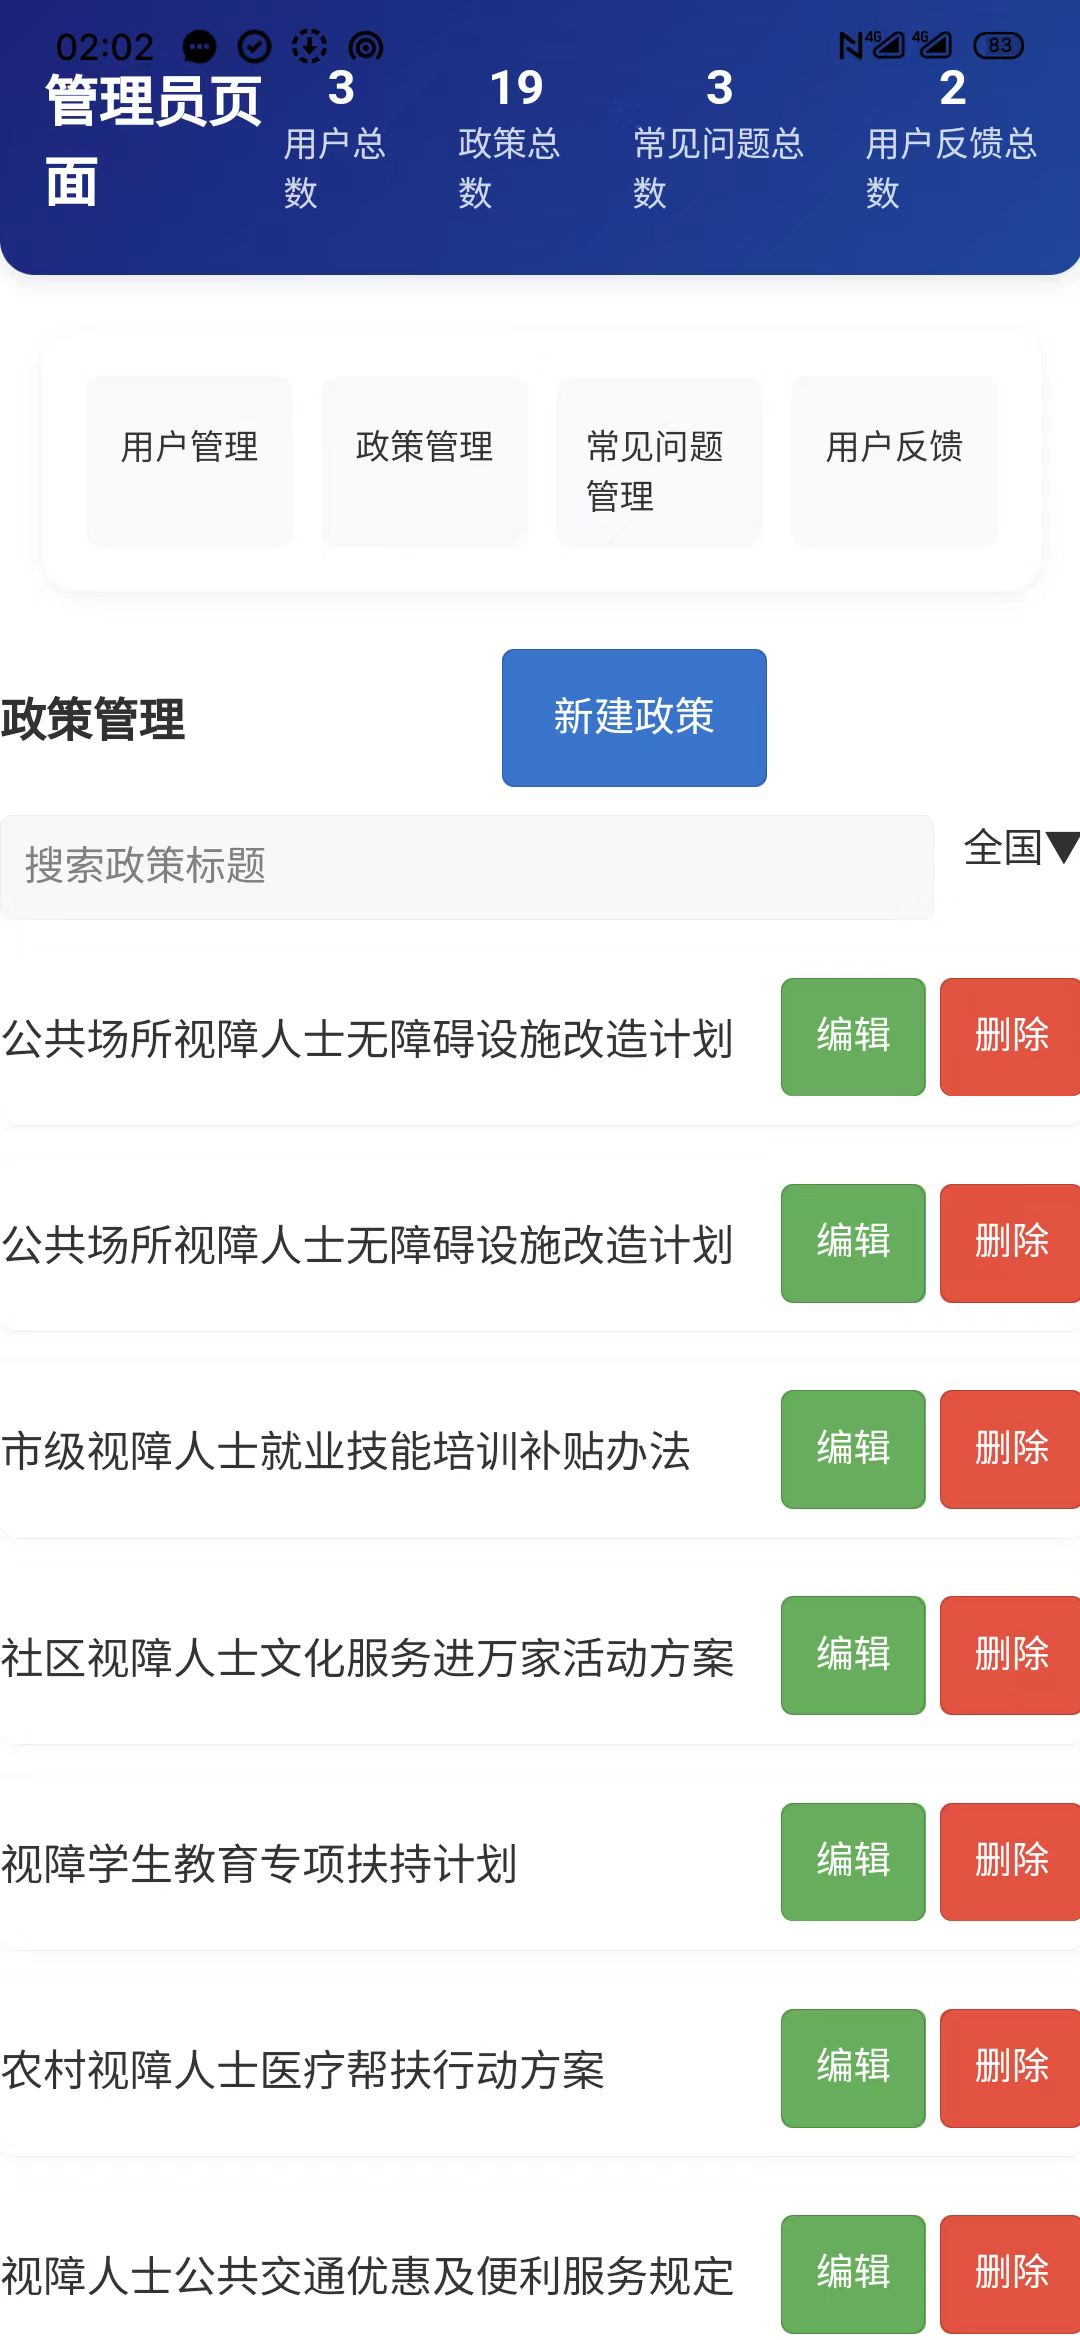 02:02 4G 4G 83
管理员页
面
3 19 3 2
用户总 政策总 常见问题总 用户反馈总
数 数 数 数
用户管理 政策管理 常见问题 用户反馈
管理
政策管理 新建政策
搜索政策标题 全国▼
公共场所视障人士无障碍设施改造计划 编辑 删除
公共场所视障人士无障碍设施改造计划 编辑 删除
市级视障人士就业技能培训补贴办法 编辑 删除
社区视障人士文化服务进万家活动方案 编辑 删除
视障学生教育专项扶持计划 编辑 删除
农村视障人士医疗帮扶行动方案 编辑 删除
视障人士公共交通优惠及便利服务规定 编辑 删除